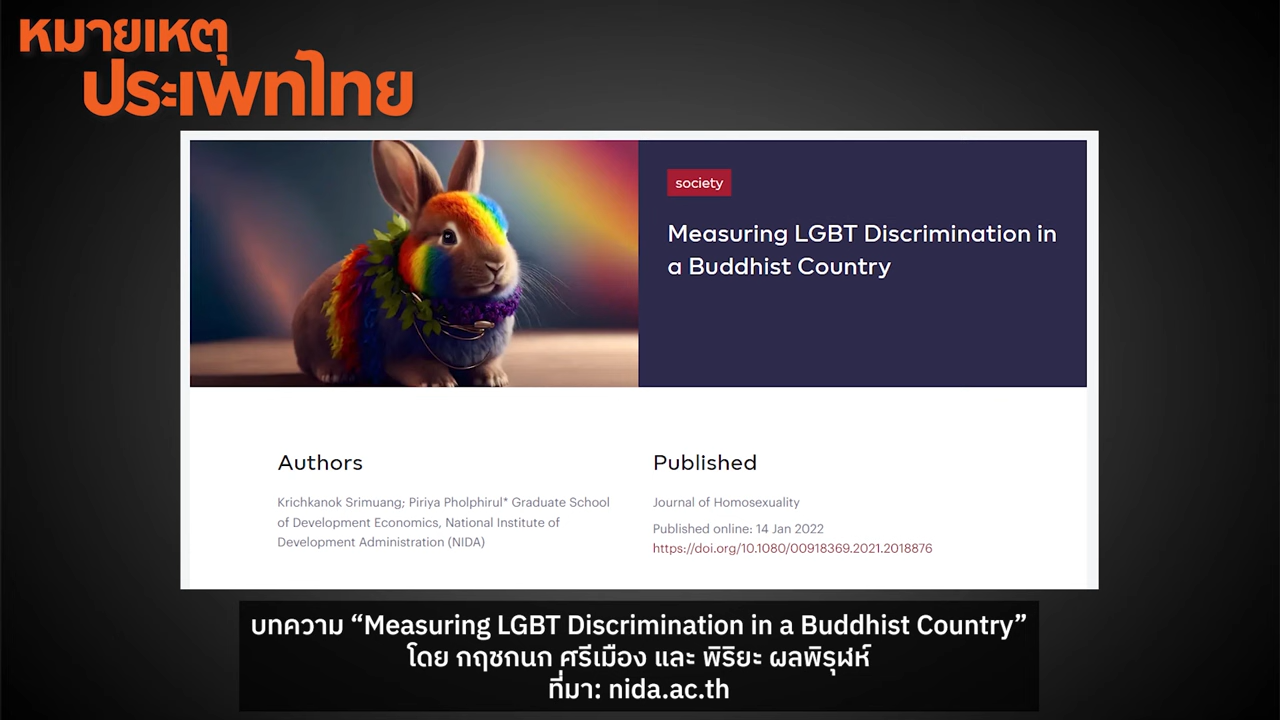 หมายเหตุ
ประเพทไทย
society
Measuring LGBT Discrimination in
a Buddhist Country
Authors
Published
Krichkanok Srimuang; Piriya Pholphirul* Graduate School
of Development Economics, National Institute of
Development Administration (NIDA)
Journal of Homosexuality
Published online: 14 Jan 2022
https://doi.org/10.1080/00918369.2021.2018876
บทความ “Measuring LGBT Discrimination in a Buddhist Country”
โดย กฤชกนก ศรีเมือง และ พิริยะ ผลพิรุฬห์
ที่มา: nida.ac.th